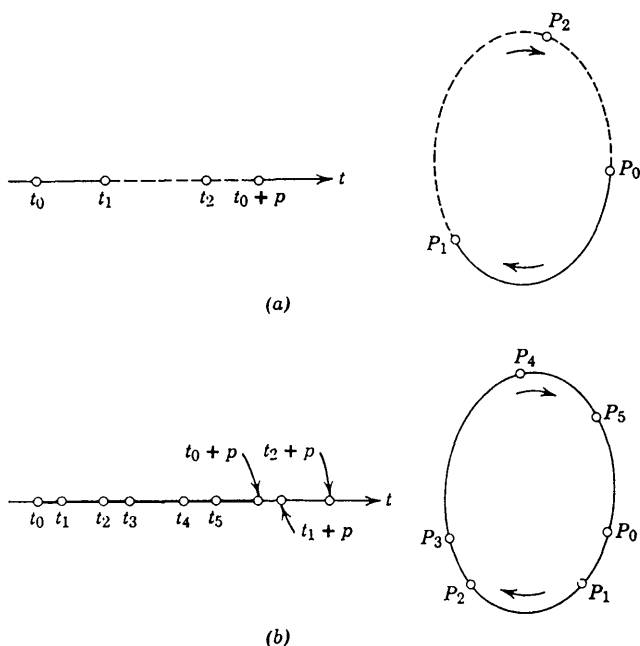 P₂
P₀
t
t₀ t₁ t₂ t₀ + p
P₁
(a)
P₄
P₅
t₀ + p t₂ + p
t
t₀ t₁ t₂ t₃ t₄ t₅
t₁ + p
P₃ P₀
P₂ P₁
(b)